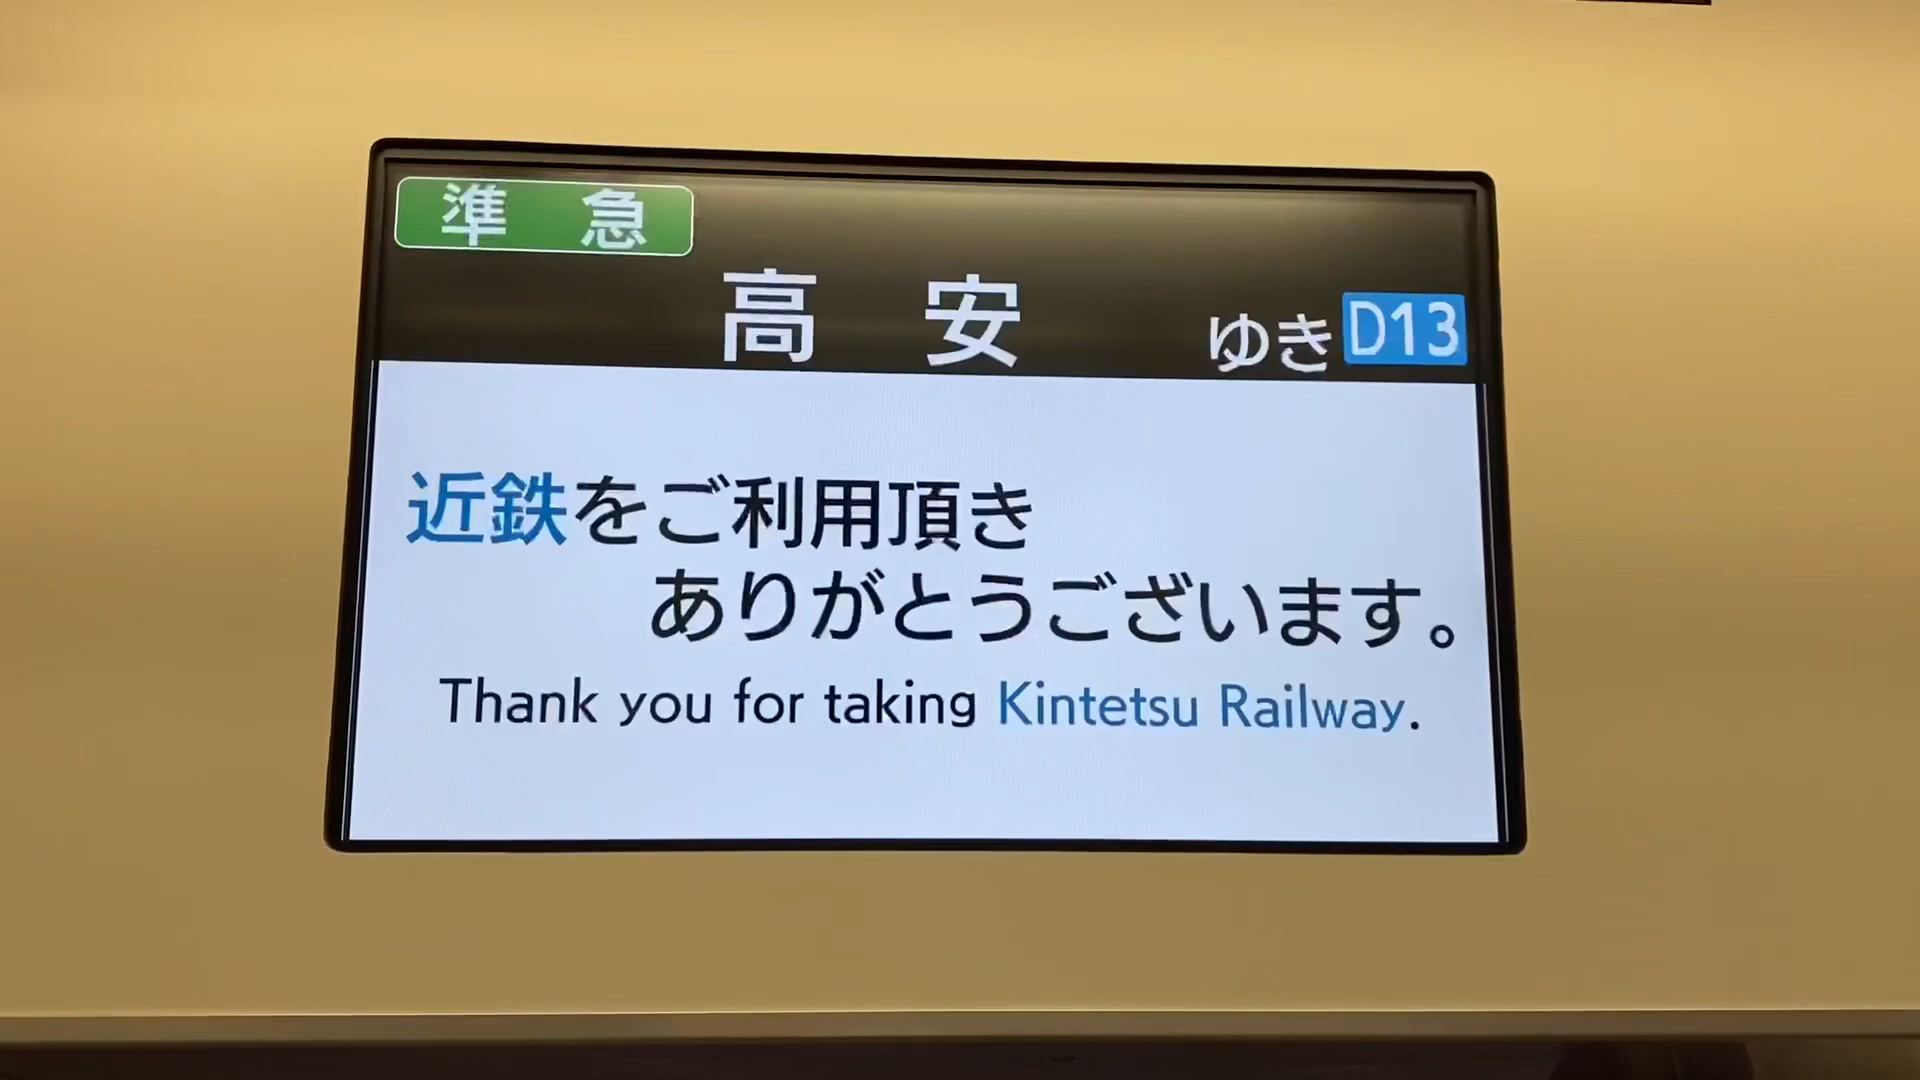 準 急
高 安 ゆき D13
近鉄をご利用頂き
ありがとうございます。
Thank you for taking Kintetsu Railway.